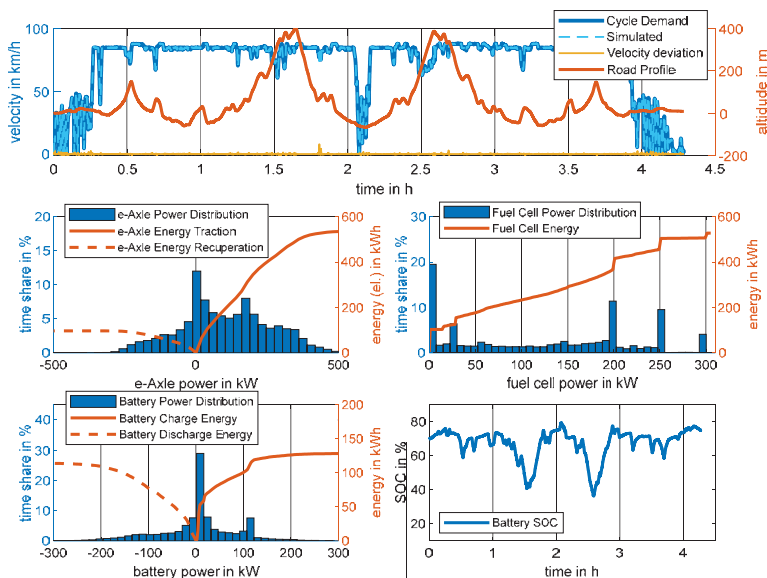 100
50
0
velocity in km/h
400
200
0
-200
altidude in m
Cycle Demand
Simulated
Velocity deviation
Road Profile
0
0.5
1
1.5
2
2.5
3
3.5
4
4.5
time in h
20
15
10
5
0
time share in %
600
400
200
0
energy (el.) in kWh
e-Axle Power Distribution
e-Axle Energy Traction
e-Axle Energy Recuperation
-500
0
500
e-Axle power in kW
30
20
10
0
time share in %
600
400
200
0
energy in kWh
Fuel Cell Power Distribution
Fuel Cell Energy
0
50
100
150
200
250
300
fuel cell power in kW
40
30
20
10
0
time share in %
200
150
100
50
0
energy in kWh
Battery Power Distribution
Battery Charge Energy
Battery Discharge Energy
-300
-200
-100
0
100
200
300
battery power in kW
80
60
40
20
SOC in %
Battery SOC
0
1
2
3
4
time in h